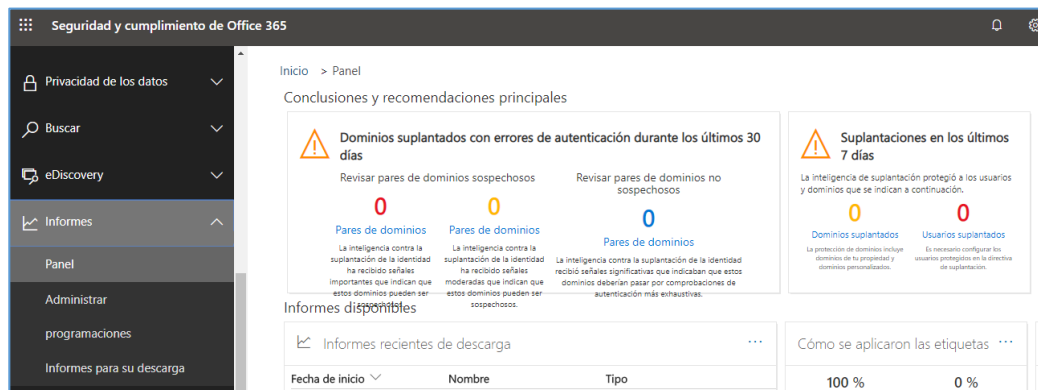 Seguridad y cumplimiento de Office 365
Privacidad de los datos
Buscar
eDiscovery
Informes
Panel
Administrar
programaciones
Informes para su descarga
Inicio > Panel
Conclusiones y recomendaciones principales
Dominios suplantados con errores de autenticación durante los últimos 30
días
Revisar pares de dominios sospechosos
0
Pares de dominios
La inteligencia contra la
suplantación de la identidad
ha recibido señales
importantes que indican que
estos dominios pueden ser
sospechosos.
0
Pares de dominios
La inteligencia contra la
suplantación de la identidad
ha recibido señales
moderadas que indican que
estos dominios pueden ser
sospechosos.
Revisar pares de dominios no
sospechosos
0
Pares de dominios
La inteligencia contra la suplantación de la identidad
recibió señales significativas que indicaban que estos
dominios deberían pasar por comprobaciones de
autenticación más exhaustivas.
Suplantaciones en los últimos
7 días
La inteligencia de suplantación protegió a los usuarios
y dominios que se indican a continuación.
0
Dominios suplantados
La protección de dominios incluye
dominios de tu propiedad y
dominios personalizados.
0
Usuarios suplantados
Es necesario configurar los
usuarios protegidos en la directiva
de suplantación.
Informes disponibles
Informes recientes de descarga
Fecha de inicio Nombre Tipo
Cómo se aplicaron las etiquetas
100 % 0 %